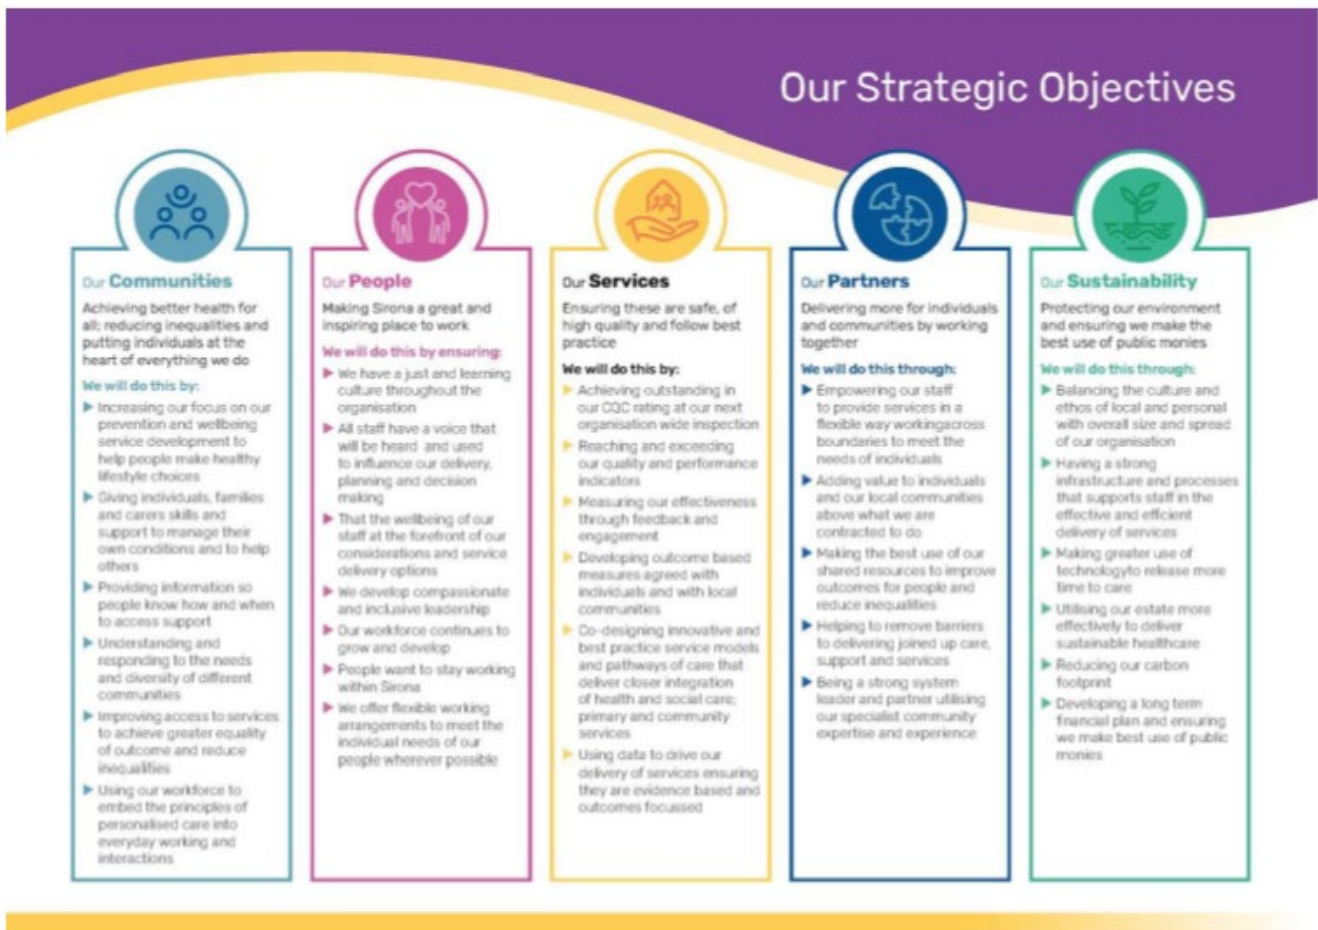 Our Strategic Objectives
Our Communities
Achieving better health for
all; reducing inequalities and
putting individuals at the
heart of everything we do
We will do this by:
Increasing our focus on our
prevention and wellbeing
service development to
help people make healthy
lifestyle choices
Giving individuals, families
and carers skills and
support to manage their
own conditions and to help
others
Providing information so
people know how and when
to access support
Understanding and
responding to the needs
and diversity of different
communities
Improving access to services
to achieve greater equality
of outcome and reduce
inequalities
Using our workforce to
embed the principles of
personalised care into
everyday working and
interactions
Our People
Making Sirona a great and
inspiring place to work
We will do this by ensuring:
We have a just and learning
culture throughout the
organisation
All staff have a voice that
will be heard and used
to influence our delivery,
planning and decision
making
That the wellbeing of our
staff at the forefront of our
considerations and service
delivery options
We develop compassionate
and inclusive leadership
Our workforce continues to
grow and develop
People want to stay working
within Sirona
We offer flexible working
arrangements to meet the
individual needs of our
people wherever possible
Our Services
Ensuring these are safe, of
high quality and follow best
practice
We will do this by:
Achieving outstanding in
our CQC rating at our next
organisation wide inspection
Reaching and exceeding
our quality and performance
indicators
Measuring our effectiveness
through feedback and
engagement
Developing outcome based
measures agreed with
individuals and with local
communities
Co-designing innovative and
best practice service models
and pathways of care that
deliver closer integration
of health and social care;
primary and community
services
Using data to drive our
delivery of services ensuring
they are evidence based and
outcomes focussed
Our Partners
Delivering more for individuals
and communities by working
together
We will do this through:
Empowering our staff
to provide services in a
flexible way workingacross
boundaries to meet the
needs of individuals
Adding value to individuals
and our local communities
above what we are
contracted to do
Making the best use of our
shared resources to improve
outcomes for people and
reduce inequalities
Helping to remove barriers
to delivering joined up care,
support and services
Being a strong system
leader and partner utilising
our specialist community
expertise and experience
Our Sustainability
Protecting our environment
and ensuring we make the
best use of public monies
We will do this through:
Balancing the culture and
ethos of local and personal
with overall size and spread
of our organisation
Having a strong
infrastructure and processes
that supports staff in the
effective and efficient
delivery of services
Making greater use of
technologyto release more
time to care
Utilising our estate more
effectively to deliver
sustainable healthcare
Reducing our carbon
footprint
Developing a long term
financial plan and ensuring
we make best use of public
monies